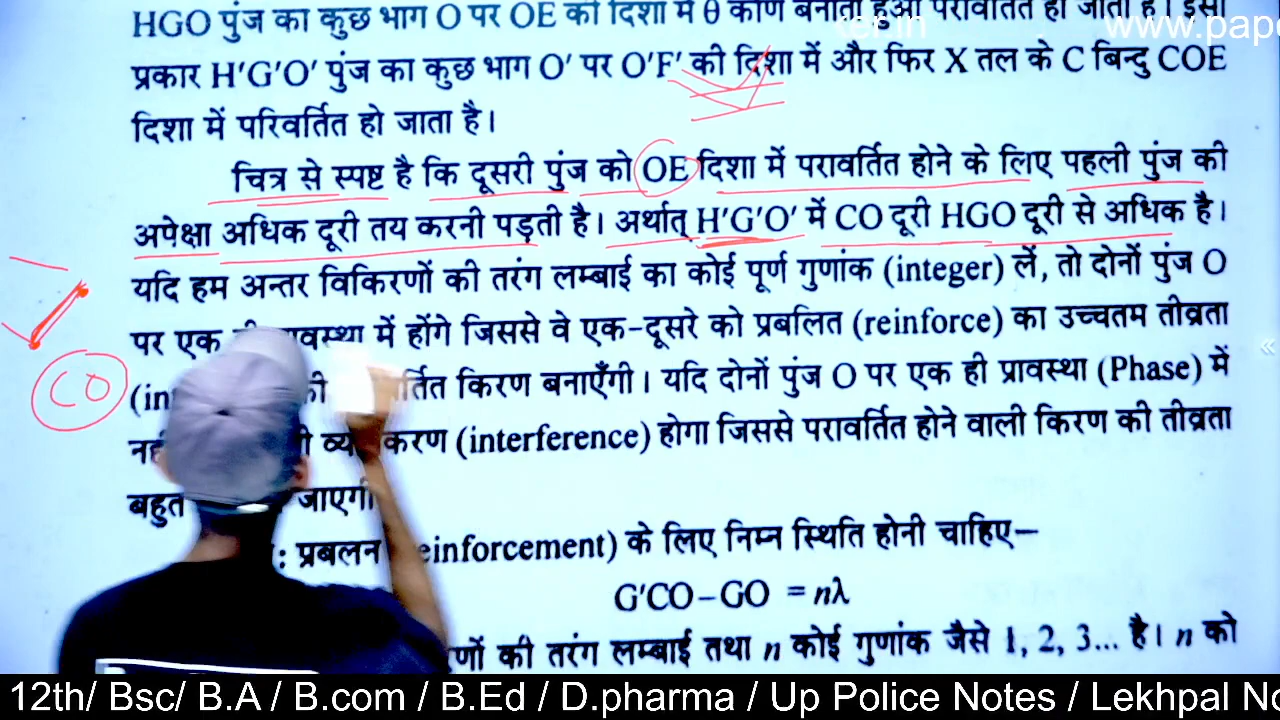 HGO पुंज का कुछ भाग O पर OE की दिशा में θ कोण बनाता हुआ परावर्तित हो जाता है। इसी
www.pap
प्रकार H'G'O' पुंज का कुछ भाग O' पर O'F' की दिशा में और फिर X तल के C बिन्दु COE
दिशा में परिवर्तित हो जाता है।
चित्र से स्पष्ट है कि दूसरी पुंज को OE दिशा में परावर्तित होने के लिए पहली पुंज की
अपेक्षा अधिक दूरी तय करनी पड़ती है। अर्थात् H'G'O' में CO दूरी HGO दूरी से अधिक है।
यदि हम अन्तर विकिरणों की तरंग लम्बाई का कोई पूर्ण गुणांक (integer) लें, तो दोनों पुंज O
पर एक में होंगे जिससे वे एक-दूसरे को प्रबलित (reinforce) का उच्चतम तीव्रता
CO
किरण बनाएँगी। यदि दोनों पुंज O पर एक ही प्रावस्था (Phase) में
(interference) होगा जिससे परावर्तित होने वाली किरण की तीव्रता
बहुत जाएगी
: प्रबलन einforcement) के लिए निम्न स्थिति होनी चाहिए–
G'CO–GO = nλ
की तरंग लम्बाई तथा n कोई गुणांक जैसे 1, 2, 3... है। n को
12th/ Bsc/ B.A / B.com / B.Ed / D.pharma / Up Police Notes / Lekhpal No